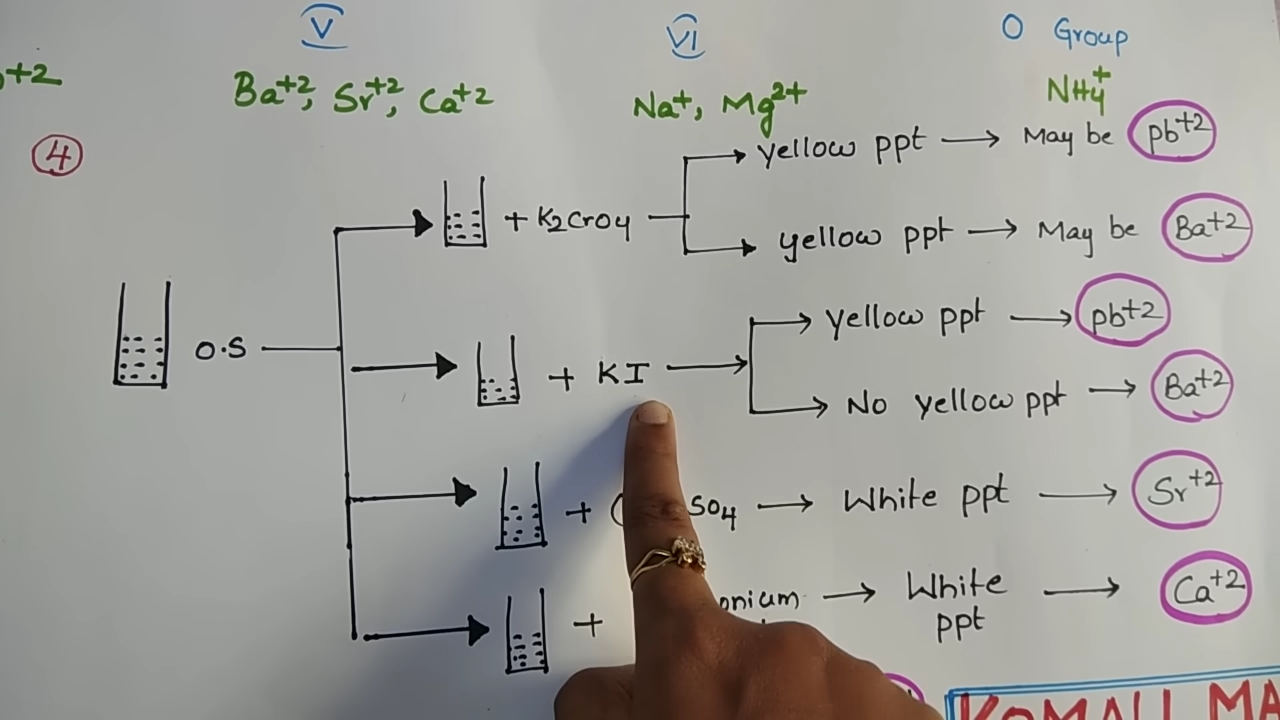 V
VI
O Group
+2
Ba+2, Sr+2, Ca+2
Na+, Mg2+
NH4+
4
yellow ppt → May be pb+2
+ K2CrO4
yellow ppt → May be Ba+2
O.S
yellow ppt → pb+2
+ KI
No yellow ppt → Ba+2
+ SO4 → White ppt → Sr+2
+ → White ppt → Ca+2